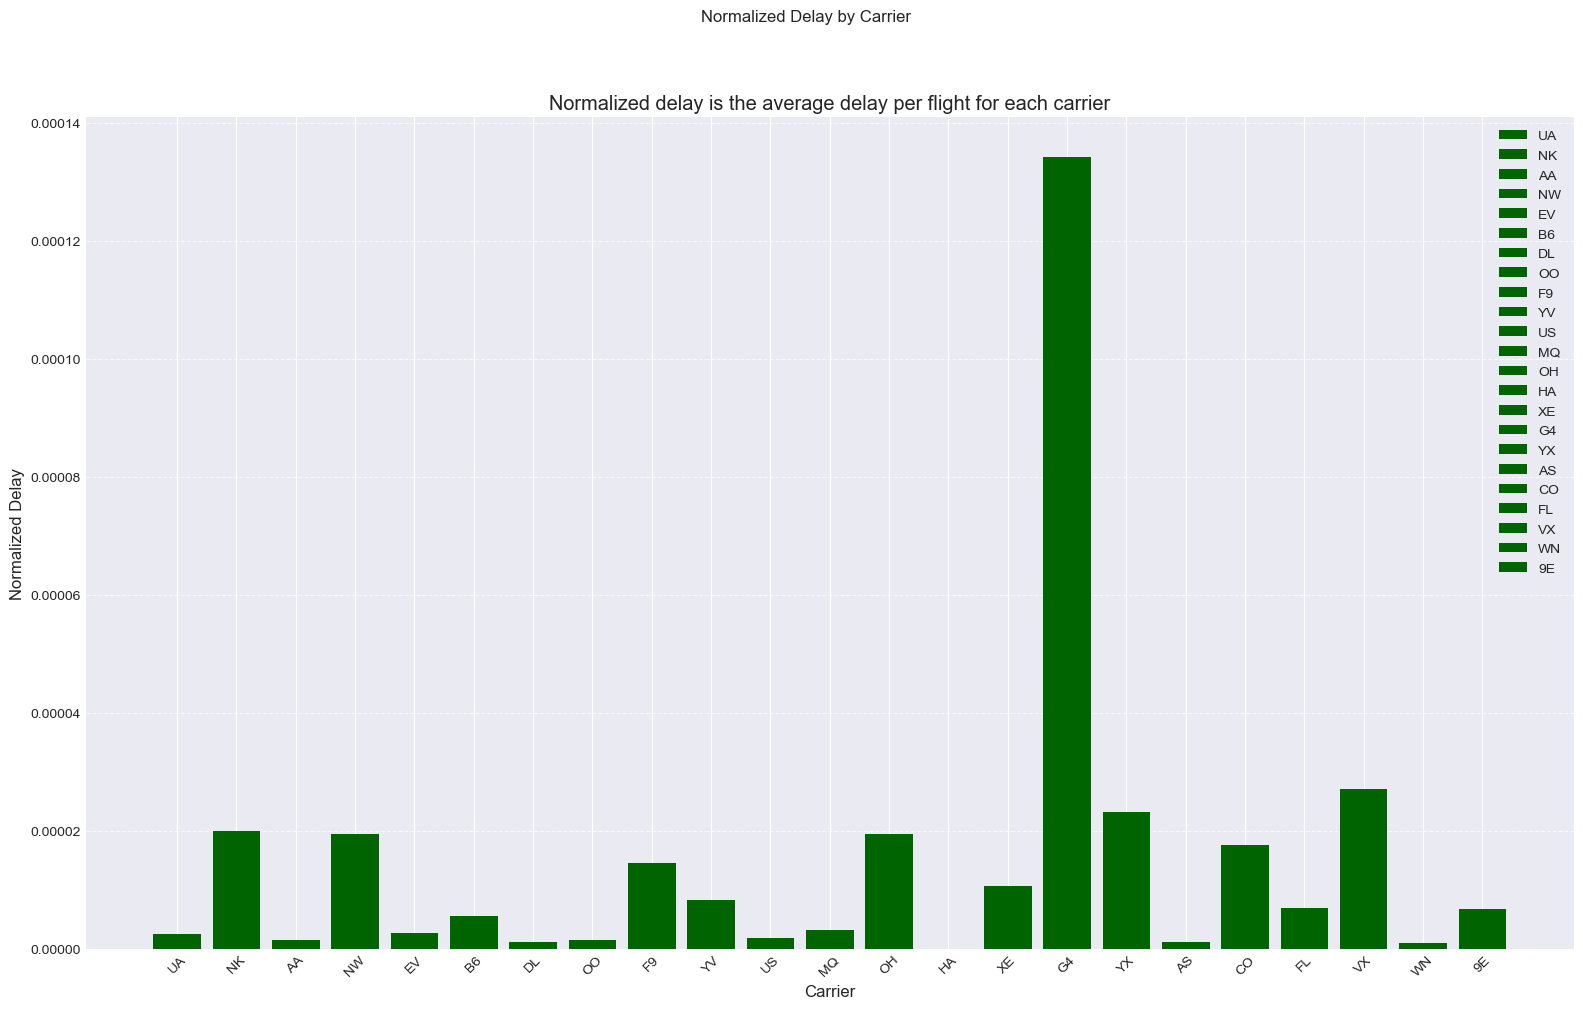 Normalized Delay by Carrier
Normalized delay is the average delay per flight for each carrier
0.00014
0.00012
0.00010
0.00008
0.00006
0.00004
0.00002
0.00000
Normalized Delay
UA
NK
AA
NW
EV
B6
DL
OO
F9
YV
US
MQ
OH
HA
XE
G4
YX
AS
CO
FL
VX
WN
9E
UA NK AA NW EV B6 DL OO F9 YV US MQ OH HA XE G4 YX AS CO FL VX WN 9E
Carrier